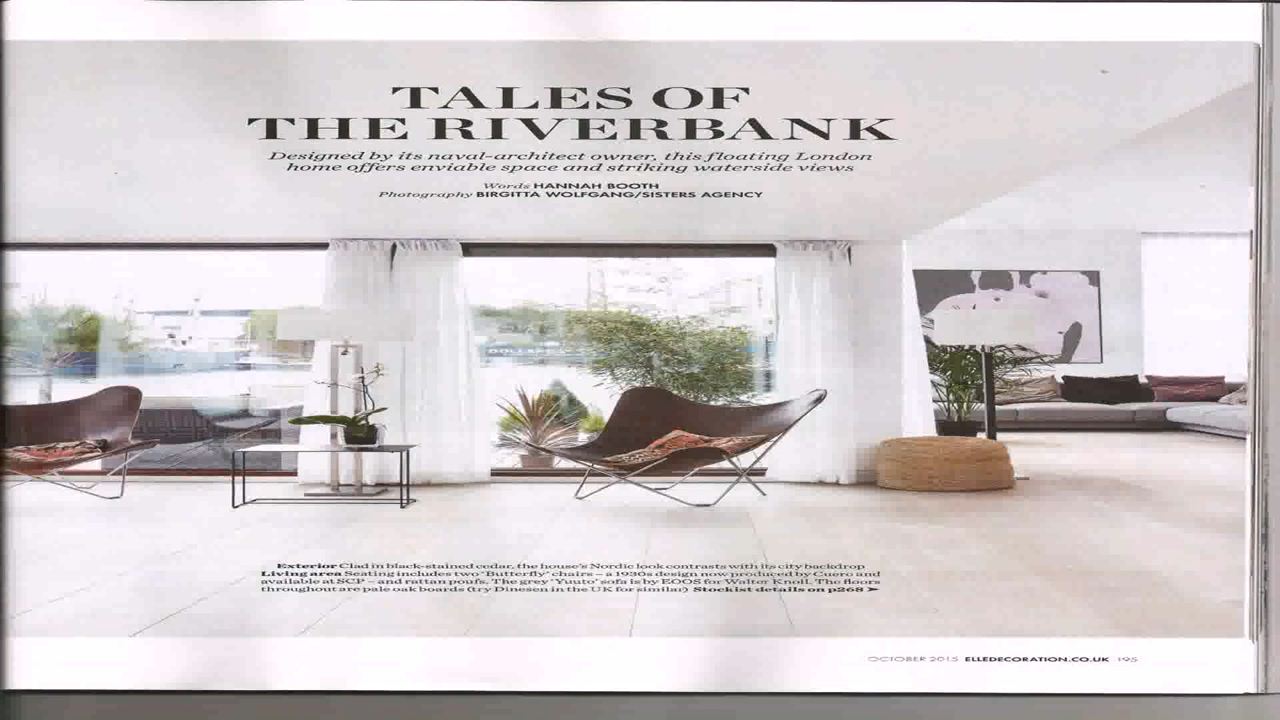 TALES OF
THE RIVERBANK
Designed by its naval-architect owner, this floating London
home offers enviable space and striking waterside views
Words HANNAH BOOTH
Photography BIRGITTA WOLFGANG/SISTERS AGENCY
Exterior Clad in black-stained cedar, the house's Nordic look contrasts with its city backdrop
Living area Seating includes two 'Butterfly' chairs – a 1930s design now produced by Cuero and
available at SCP – and rattan poufs. The grey 'Yuuto' sofa is by EOOS for Walter Knoll. The floors
throughout are pale oak boards (try Dinesen in the UK for similar) Stockist details on p268 ➤
OCTOBER 2015 ELLEDECORATION.CO.UK 195